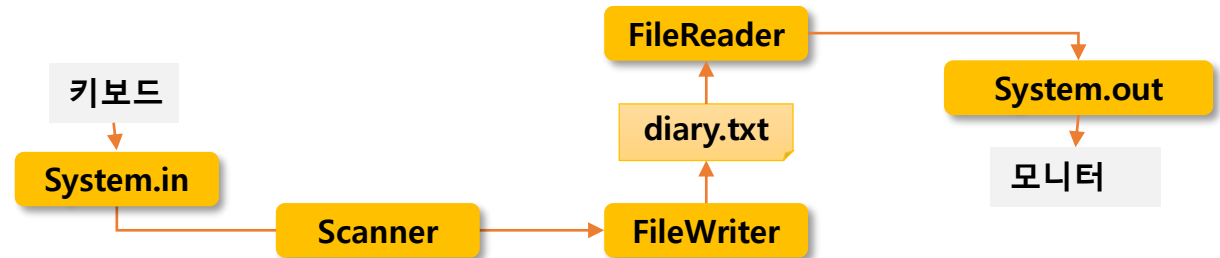 키보드
System.in
Scanner
FileWriter
diary.txt
FileReader
System.out
모니터